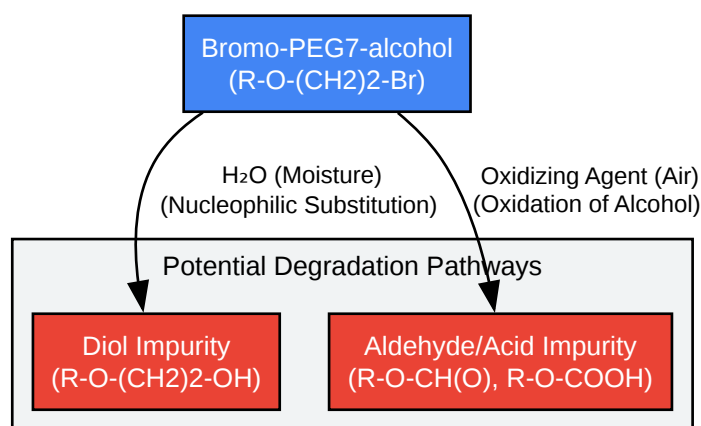 Bromo-PEG7-alcohol
(R-O-(CH2)2-Br)
H₂O (Moisture)
(Nucleophilic Substitution)
Oxidizing Agent (Air)
(Oxidation of Alcohol)
Potential Degradation Pathways
Diol Impurity
(R-O-(CH2)2-OH)
Aldehyde/Acid Impurity
(R-O-CH(O), R-O-COOH)